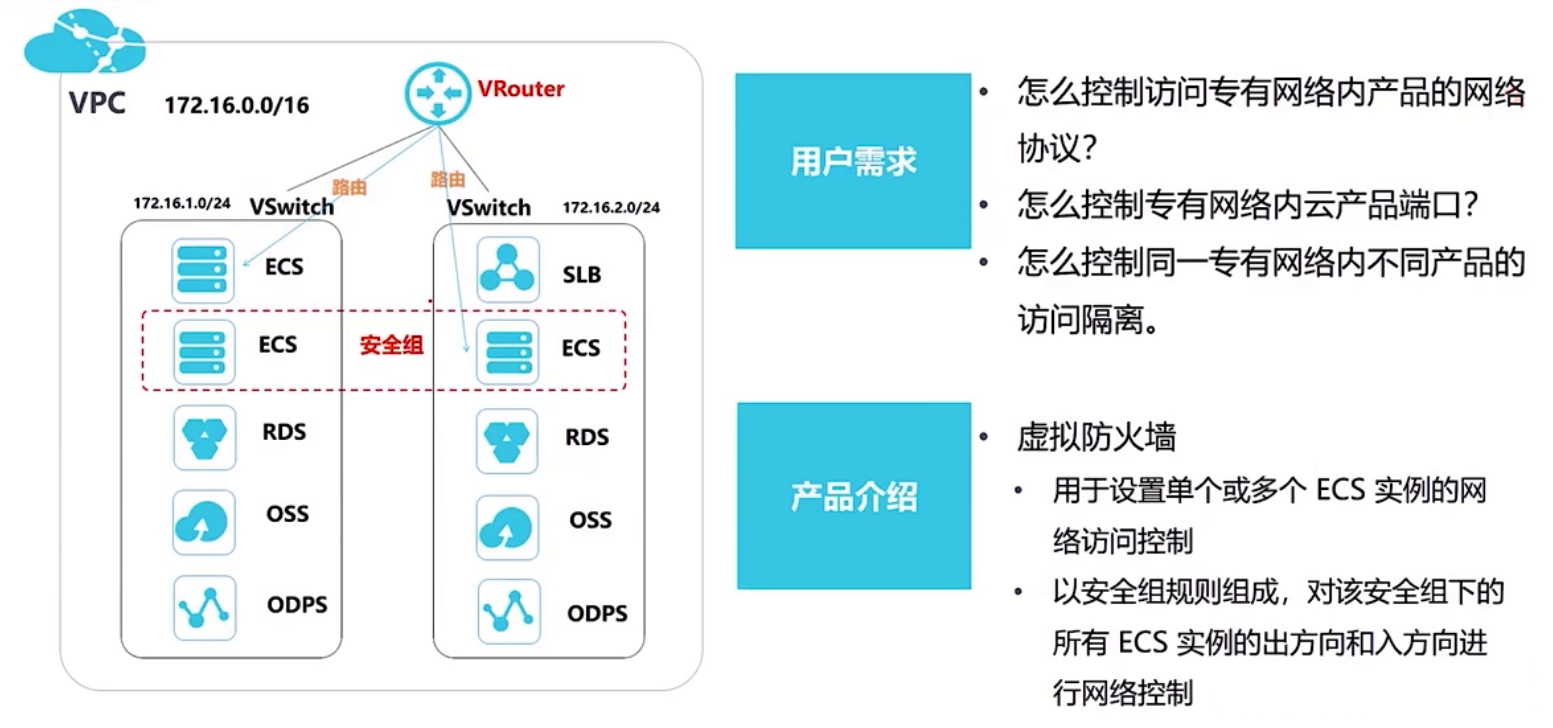 VPC
172.16.0.0/16
VRouter
路由
路由
172.16.1.0/24
VSwitch
VSwitch
172.16.2.0/24
ECS
ECS
RDS
OSS
ODPS
安全组
SLB
ECS
RDS
OSS
ODPS
用户需求
• 怎么控制访问专有网络内产品的网络
协议?
• 怎么控制专有网络内云产品端口?
• 怎么控制同一专有网络内不同产品的
访问隔离。
产品介绍
• 虚拟防火墙
• 用于设置单个或多个 ECS 实例的网
络访问控制
• 以安全组规则组成，对该安全组下的
所有 ECS 实例的出方向和入方向进
行网络控制